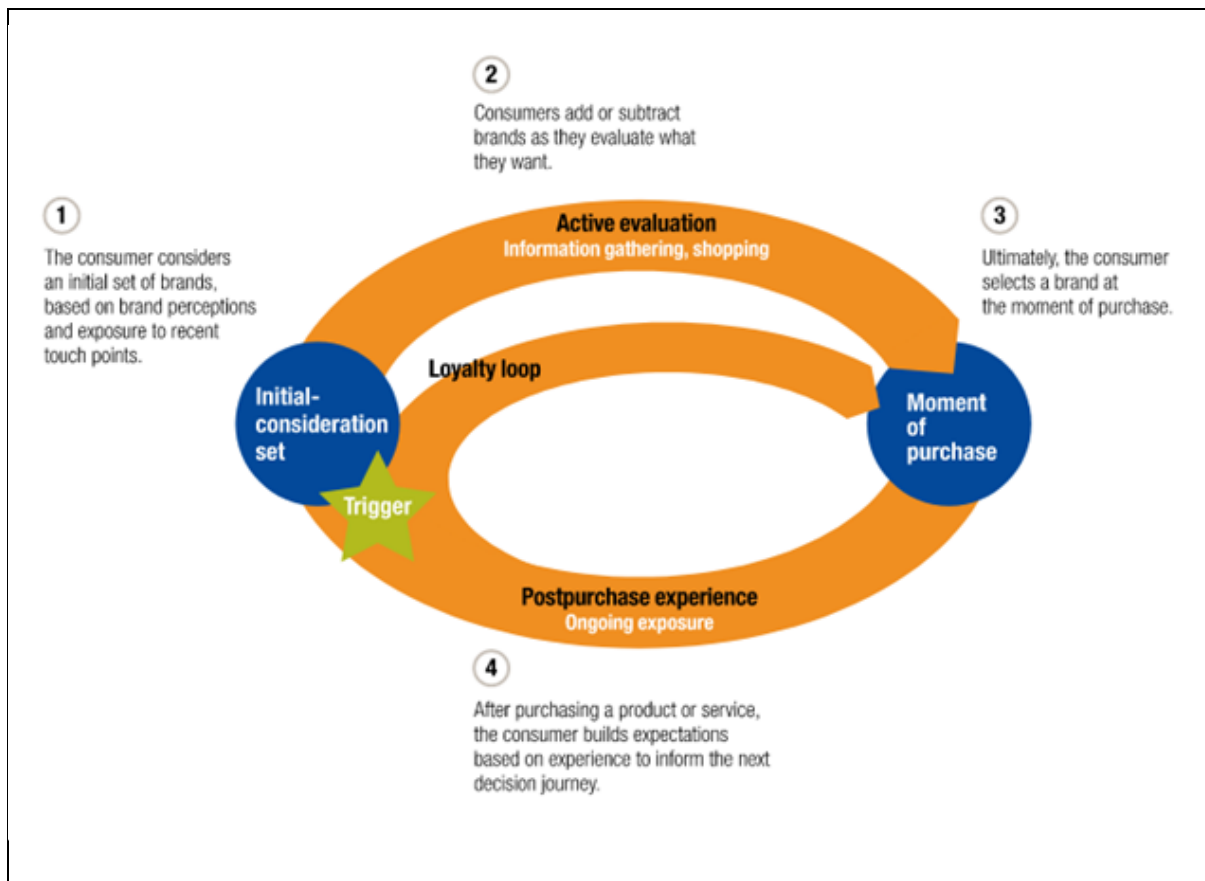 2
Consumers add or subtract
brands as they evaluate what
they want.
1
The consumer considers
an initial set of brands,
based on brand perceptions
and exposure to recent
touch points.
3
Ultimately, the consumer
selects a brand at
the moment of purchase.
Active evaluation
Information gathering, shopping
Loyalty loop
Initial-
consideration
set
Trigger
Moment
of
purchase
Postpurchase experience
Ongoing exposure
4
After purchasing a product or service,
the consumer builds expectations
based on experience to inform the next
decision journey.